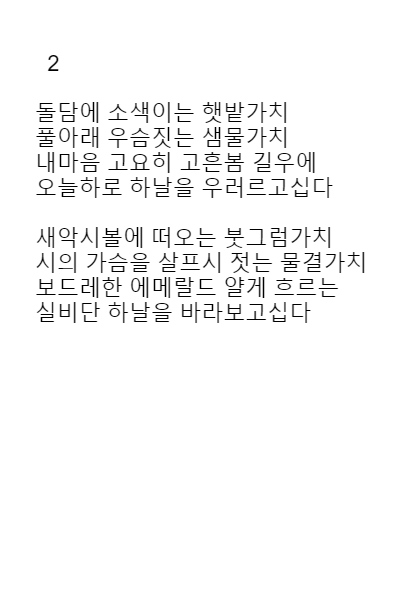 2
돌담에 소색이는 햇발가치
풀아래 우슴짓는 샘물가치
내마음 고요히 고흔봄 길우에
오늘하로 하날을 우러르고십다
새악시볼에 떠오는 붓그럼가치
시의 가슴을 살프시 젓는 물결가치
보드레한 에메랄드 얄게 흐르는
실비단 하날을 바라보고십다